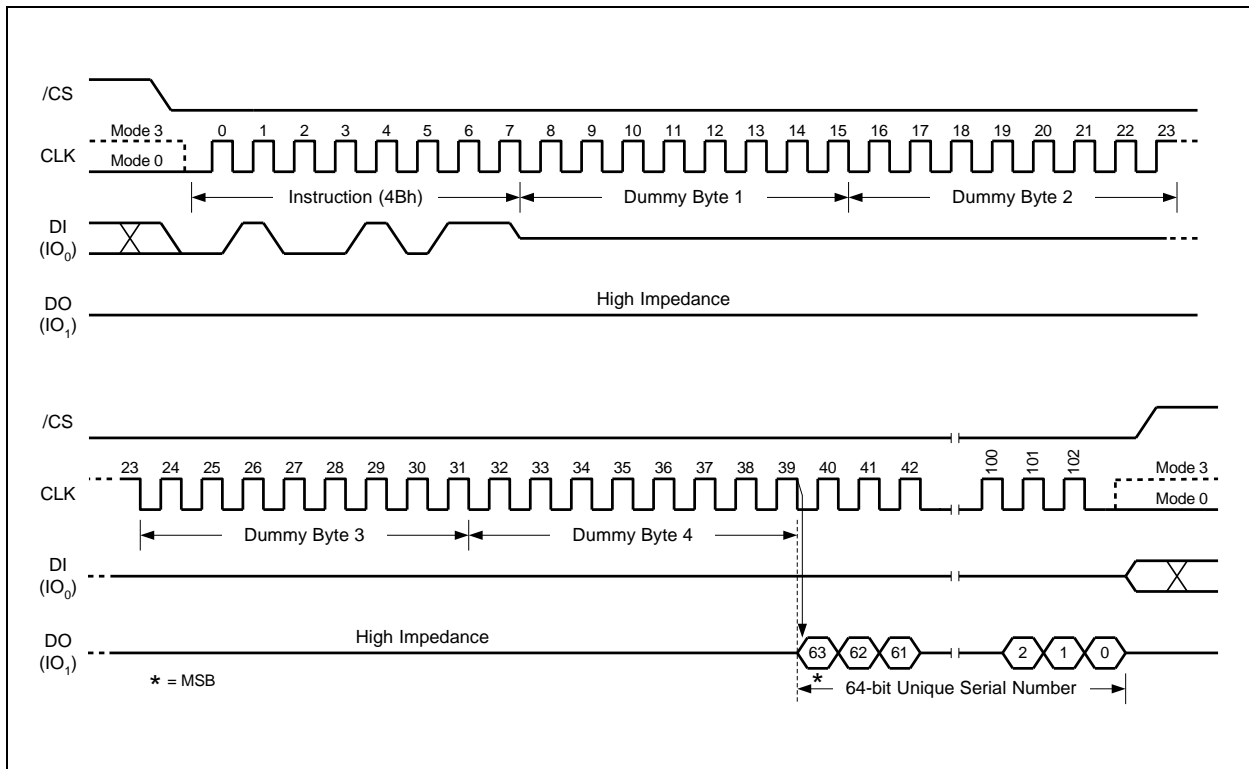 /CS
Mode 3 0 1 2 3 4 5 6 7 8 9 10 11 12 13 14 15 16 17 18 19 20 21 22 23
CLK
Mode 0
Instruction (4Bh) Dummy Byte 1 Dummy Byte 2
DI
(IO0)
High Impedance
DO
(IO1)
/CS
23 24 25 26 27 28 29 30 31 32 33 34 35 36 37 38 39 40 41 42 100 101 102 Mode 3
CLK
Mode 0
Dummy Byte 3 Dummy Byte 4
DI
(IO0)
High Impedance
DO
(IO1)
63 62 61 2 1 0
* = MSB
*
64-bit Unique Serial Number